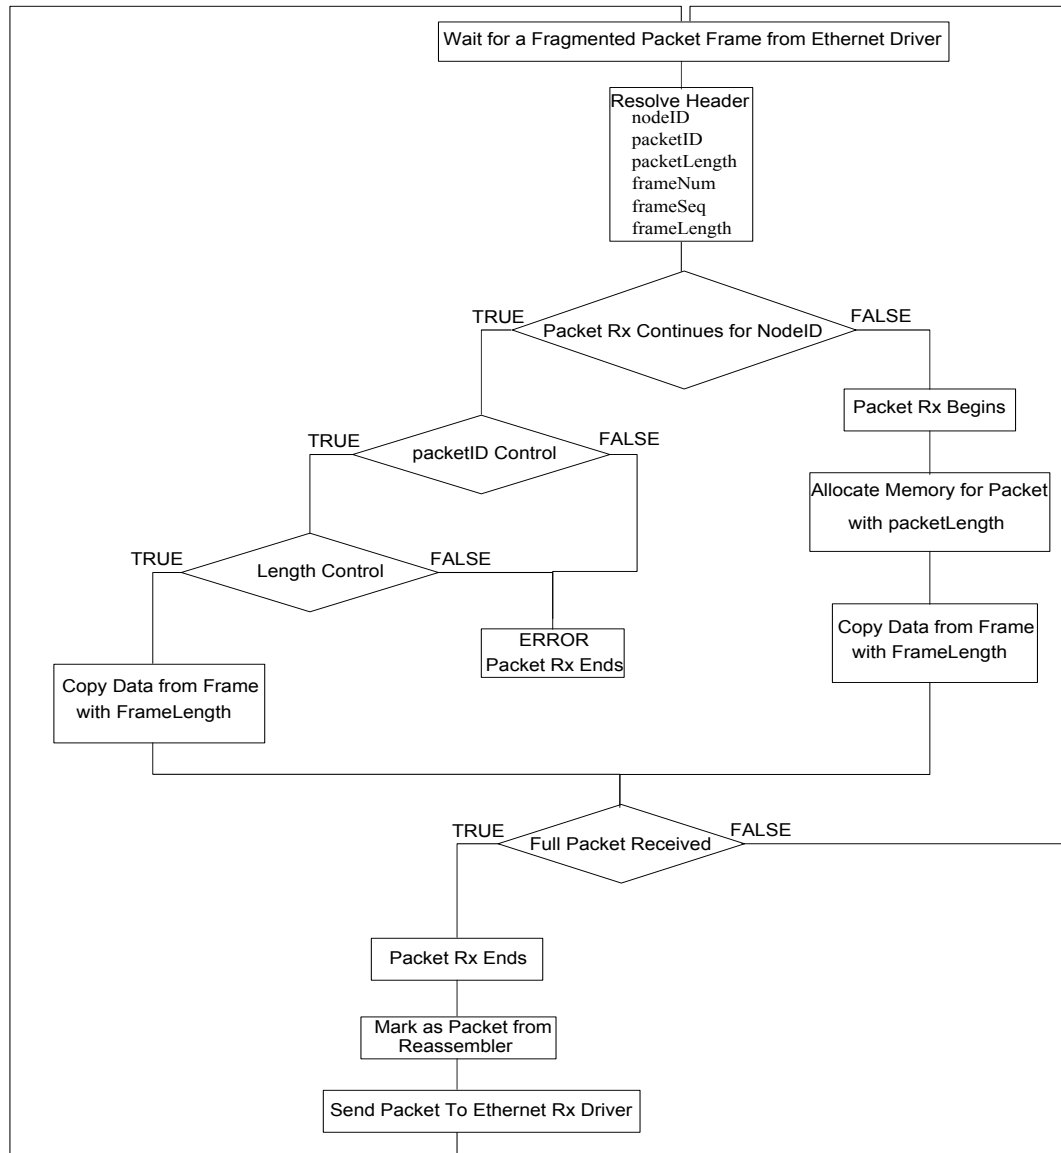 Wait for a Fragmented Packet Frame from Ethernet Driver
Resolve Header
nodeID
packetID
packetLength
frameNum
frameSeq
frameLength
TRUE
FALSE
Packet Rx Continues for NodeID
Packet Rx Begins
TRUE
FALSE
packetID Control
Allocate Memory for Packet
with packetLength
TRUE
FALSE
Length Control
ERROR
Packet Rx Ends
Copy Data from Frame
with FrameLength
Copy Data from Frame
with FrameLength
TRUE
FALSE
Full Packet Received
Packet Rx Ends
Mark as Packet from
Reassembler
Send Packet To Ethernet Rx Driver